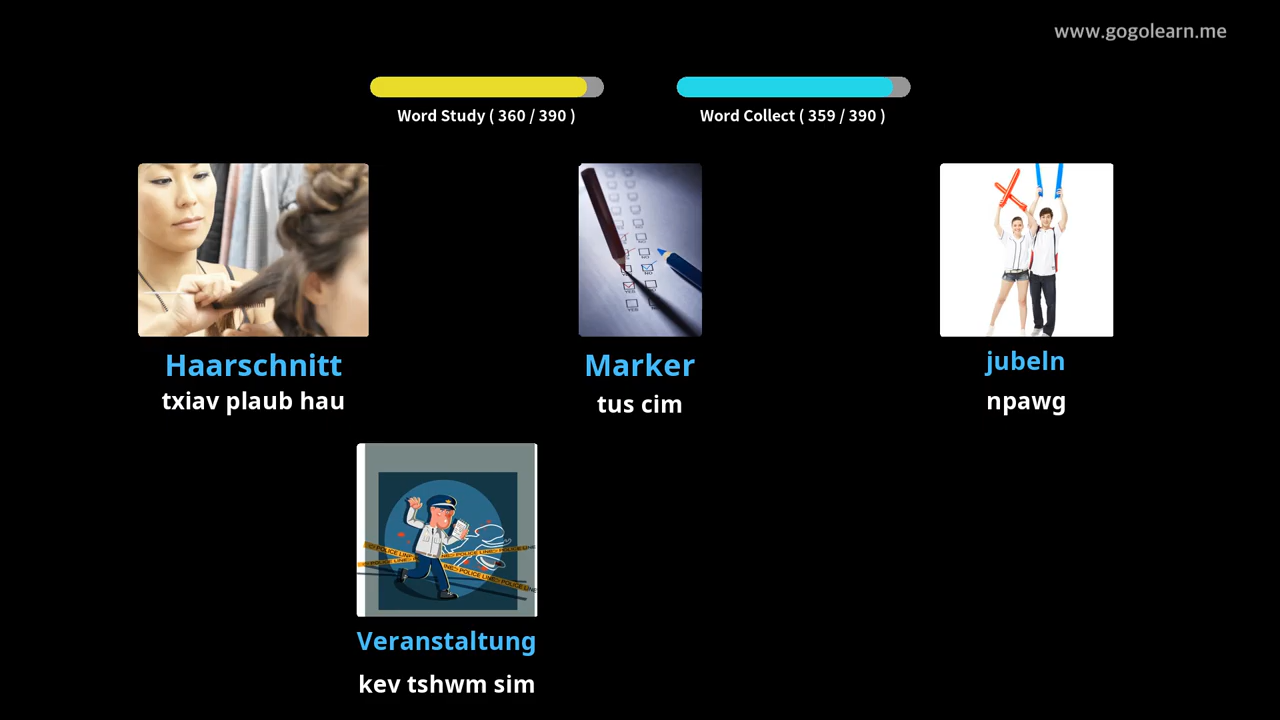 www.gogolearn.me
Word Study ( 360 / 390 )
Word Collect ( 359 / 390 )
Haarschnitt
txiav plaub hau
Marker
tus cim
jubeln
npawg
Veranstaltung
kev tshwm sim